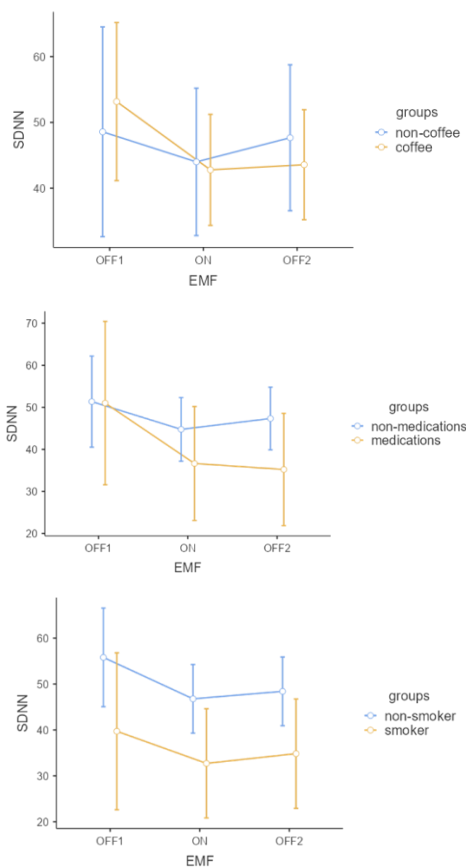 60
50
40
SDNN
OFF1 ON OFF2
EMF
groups
non-coffee
coffee
70
60
50
40
30
20
SDNN
OFF1 ON OFF2
EMF
groups
non-medications
medications
60
50
40
30
20
SDNN
OFF1 ON OFF2
EMF
groups
non-smoker
smoker